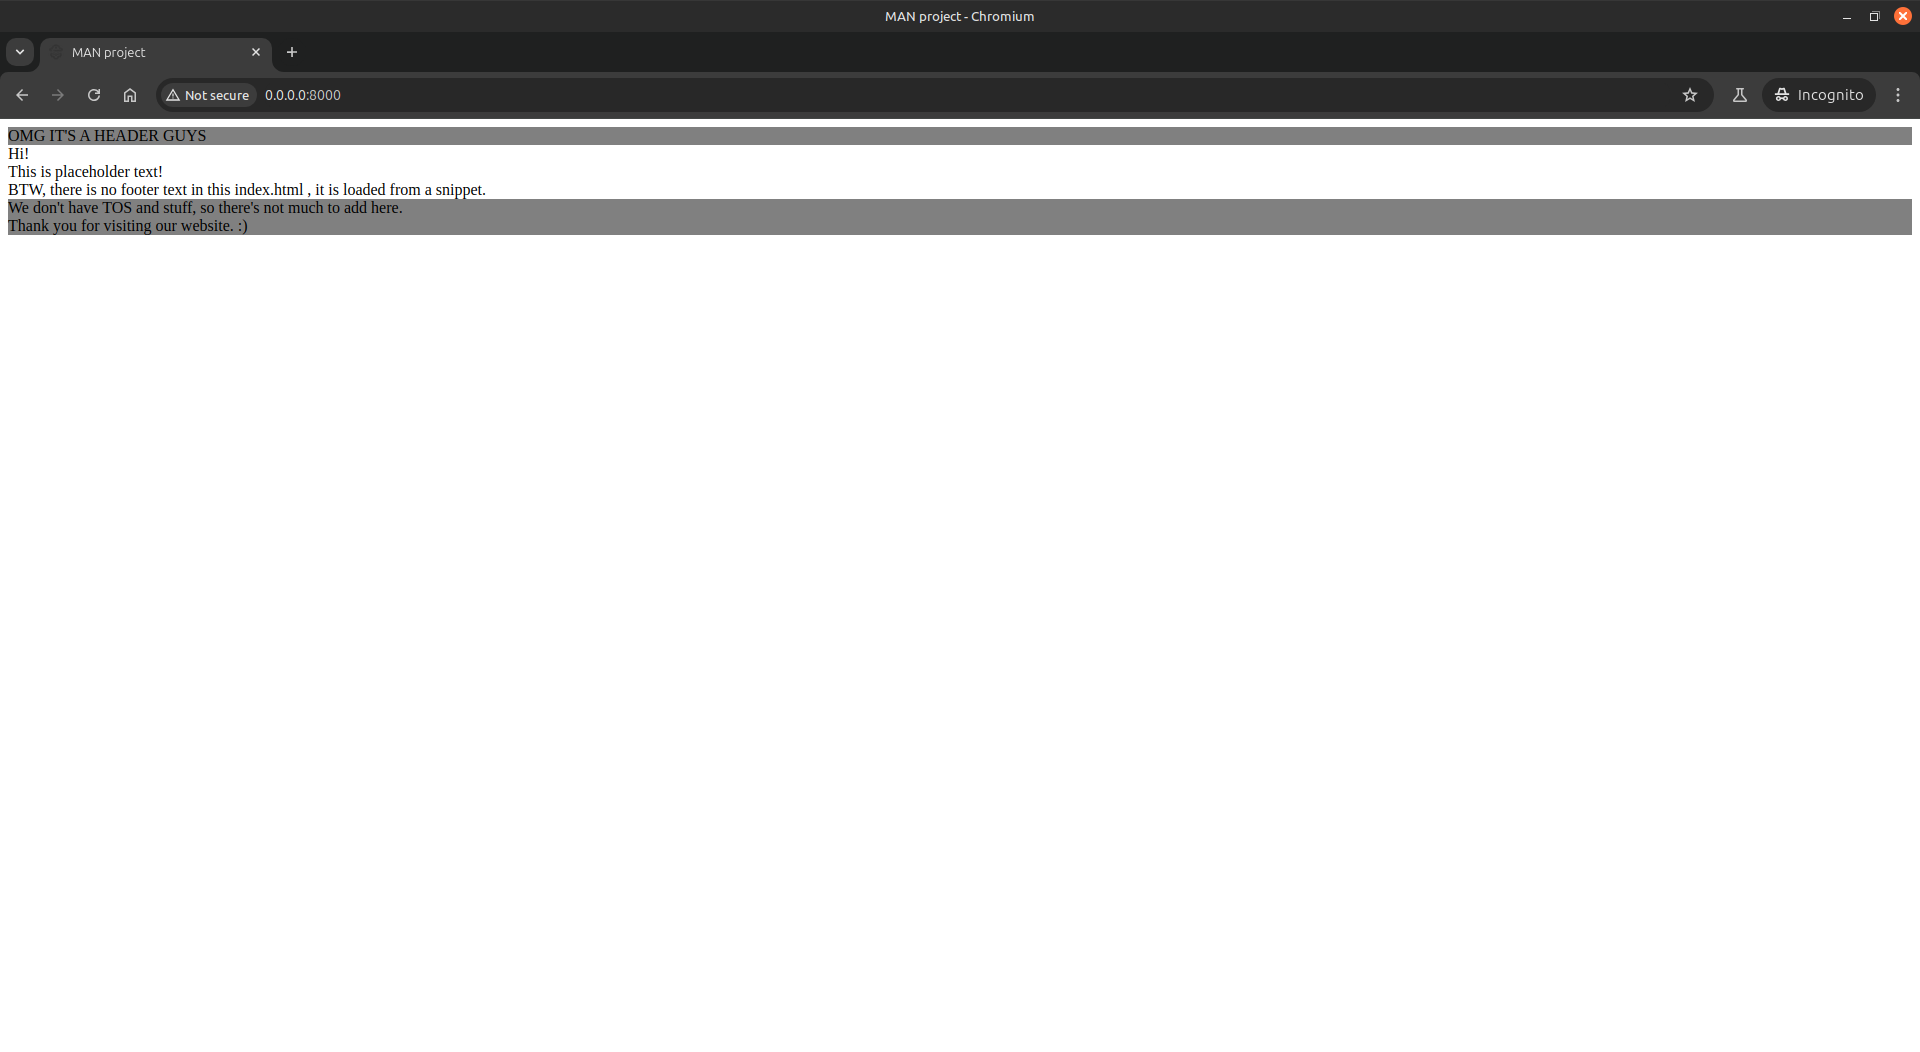 MAN project - Chromium
MAN project
Not secure
0.0.0.0:8000
Incognito
OMG IT'S A HEADER GUYS
Hi!
This is placeholder text!
BTW, there is no footer text in this index.html , it is loaded from a snippet.
We don't have TOS and stuff, so there's not much to add here.
Thank you for visiting our website. :)